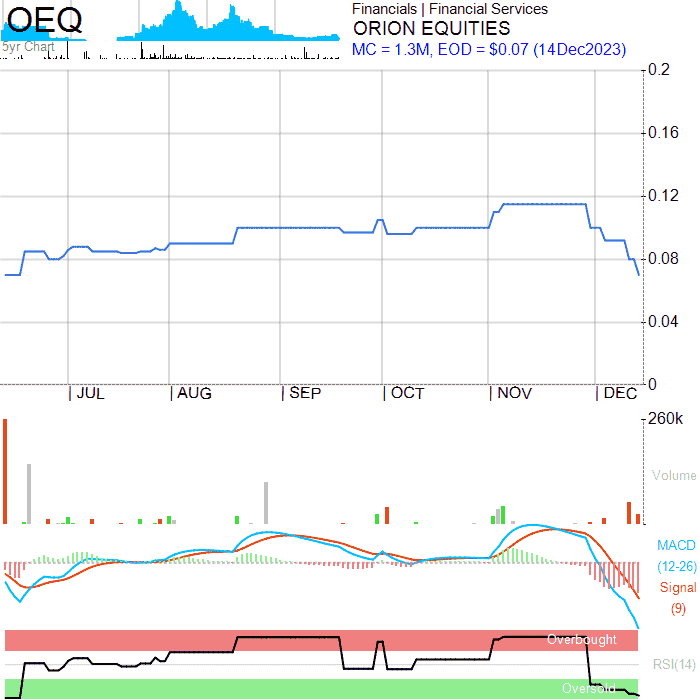 OEQ
5yr Chart
Financials | Financial Services
ORION EQUITIES
MC = 1.3M, EOD = $0.07 (14Dec2023)
0.2
0.16
0.12
0.08
0.04
0
JUL AUG SEP OCT NOV DEC
260k
Volume
MACD
(12-26)
Signal
(9)
Overbought
RSI(14)
Oversold